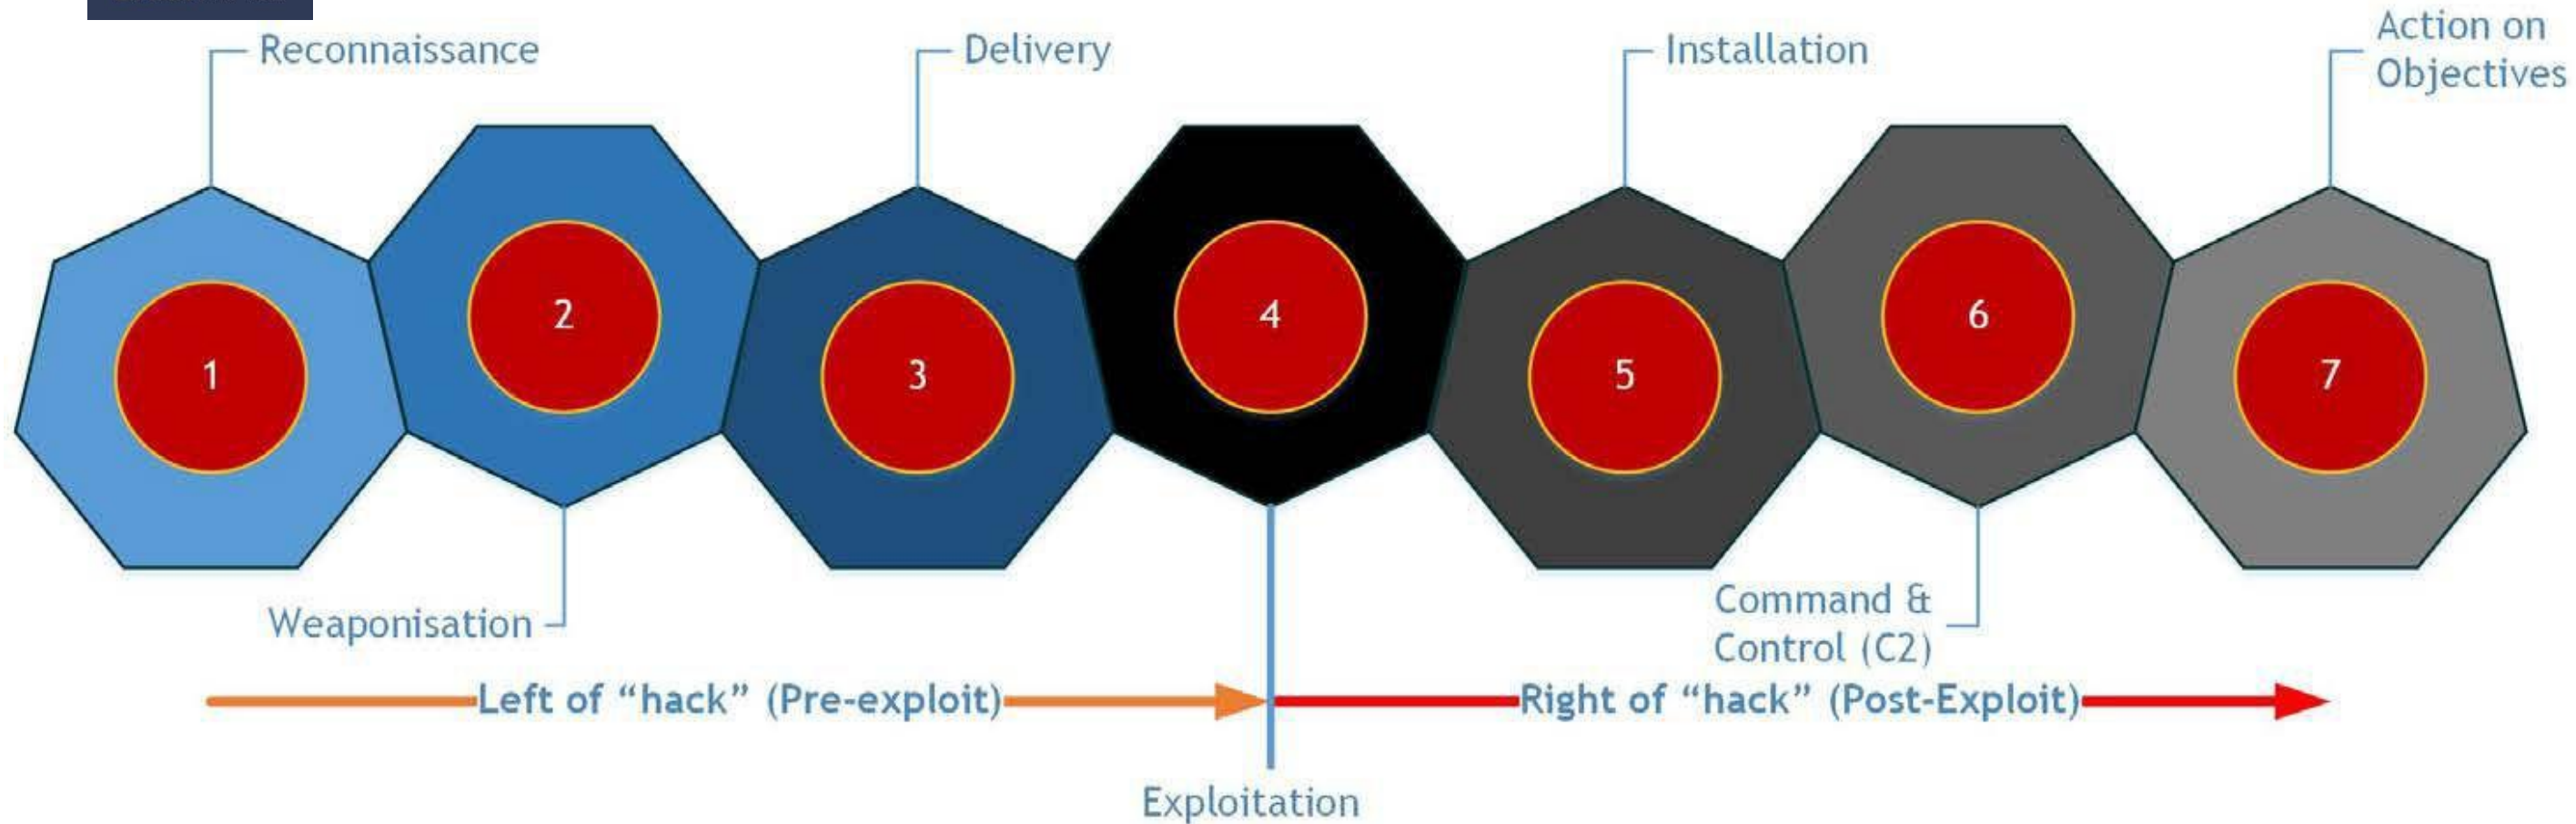 Reconnaissance
Delivery
Installation
Action on
Objectives
1
2
3
4
5
6
7
Weaponisation
Command &
Control (C2)
Left of “hack” (Pre-exploit)
Right of “hack” (Post-Exploit)
Exploitation